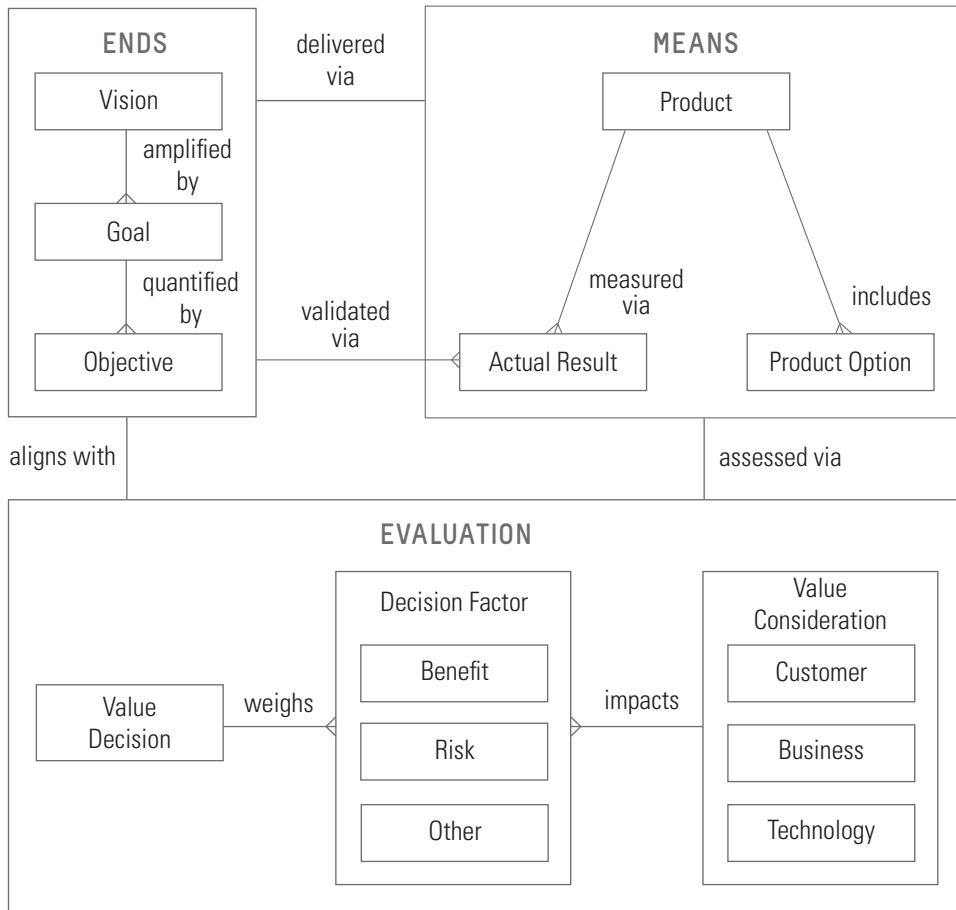 ENDS
Vision
amplified
by
Goal
quantified
by
Objective
delivered
via
validated
via
MEANS
Product
measured
via
includes
Actual Result
Product Option
aligns with
assessed via
EVALUATION
Value
Decision
weighs
Decision Factor
Benefit
Risk
Other
impacts
Value
Consideration
Customer
Business
Technology